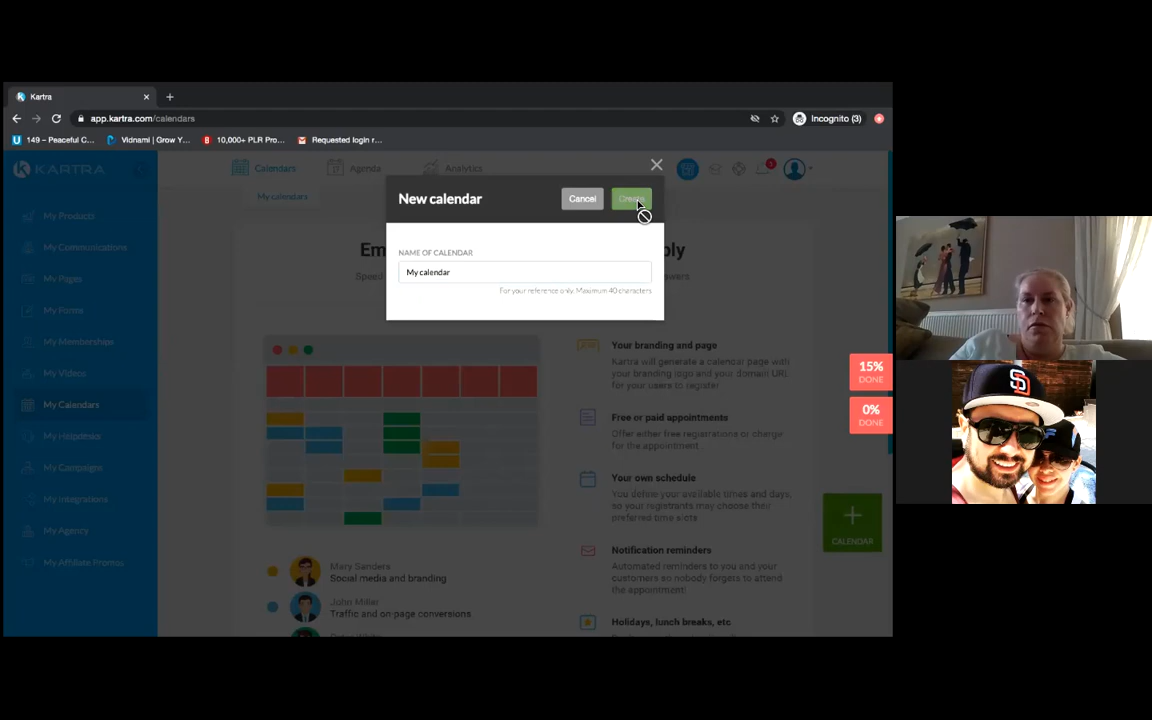 Kartra
app.kartra.com/calendars
Incognito (3)
149 – Peaceful C...
Vidnami | Grow Y...
10,000+ PLR Pro...
Requested login r...
KARTRA
Calendars
Agenda
Analytics
1
My calendars
My Products
My Communications
My Pages
My Forms
My Memberships
My Videos
My Calendars
My Helpdesks
My Campaigns
My Integrations
My Agency
My Affiliate Promos
New calendar
Cancel
Create
NAME OF CALENDAR
My calendar
For your reference only. Maximum 40 characters
Em
ply
Speed
swers
Your branding and page
Kartra will generate a calendar page with
your branding logo and your domain URL
for your users to register
Free or paid appointments
Offer either free registrations or charge
for the appointment
Your own schedule
You define your available times and days,
so your registrants may choose their
preferred time slots
Notification reminders
Automated reminders to you and your
customers so nobody forgets to attend
the appointment!
Holidays, lunch breaks, etc
Mary Sanders
Social media and branding
John Miller
Traffic and on-page conversions
CALENDAR
15%
DONE
0%
DONE